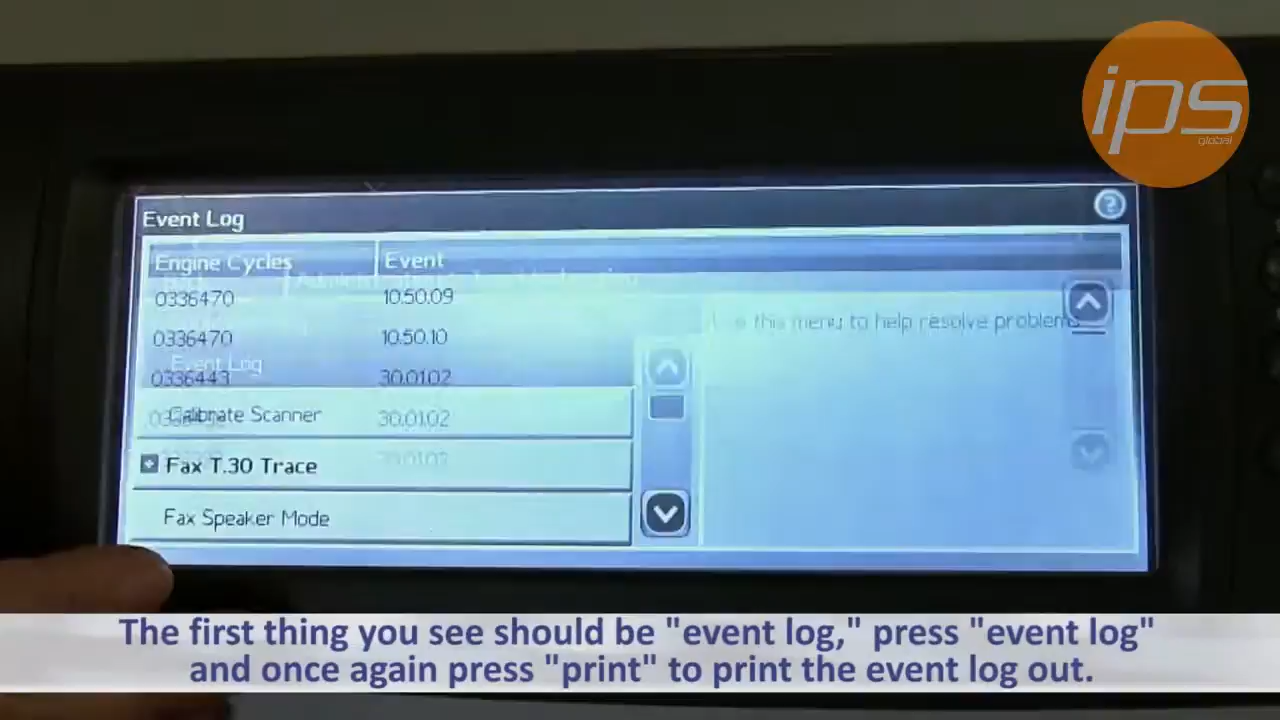 ips
global
Event Log
Engine Cycles Event
0336470 10.50.09
0336470 10.50.10
0336443 30.01.02
30.01.02
this menu to help resolve problems
Event Log
Calibrate Scanner
Fax T.30 Trace
Fax Speaker Mode
The first thing you see should be "event log," press "event log"
and once again press "print" to print the event log out.